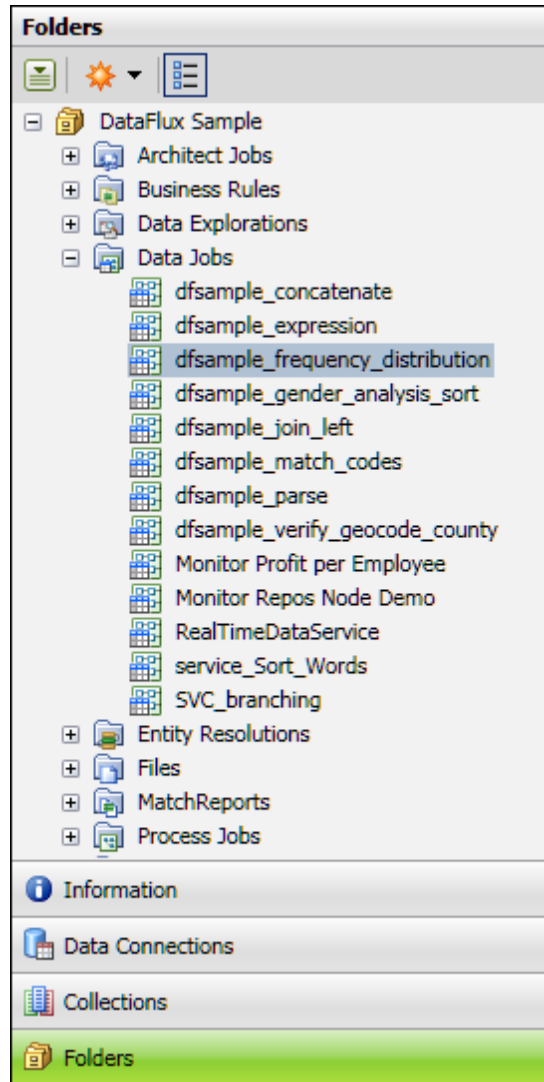 Folders
DataFlux Sample
Architect Jobs
Business Rules
Data Explorations
Data Jobs
dfsample_concatenate
dfsample_expression
dfsample_frequency_distribution
dfsample_gender_analysis_sort
dfsample_join_left
dfsample_match_codes
dfsample_parse
dfsample_verify_geocode_county
Monitor Profit per Employee
Monitor Repos Node Demo
RealTimeDataService
service_Sort_Words
SVC_branching
Entity Resolutions
Files
MatchReports
Process Jobs
Information
Data Connections
Collections
Folders